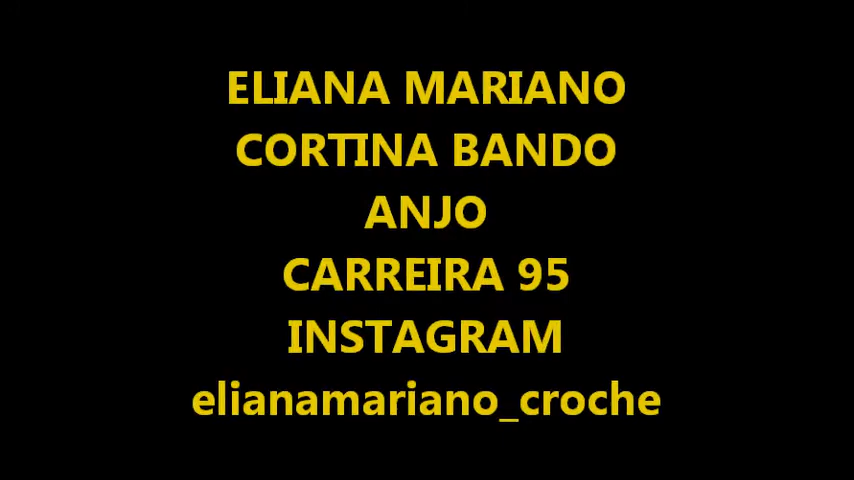 ELIANA MARIANO
CORTINA BANDO
ANJO
CARREIRA 95
INSTAGRAM
elianamariano_croche